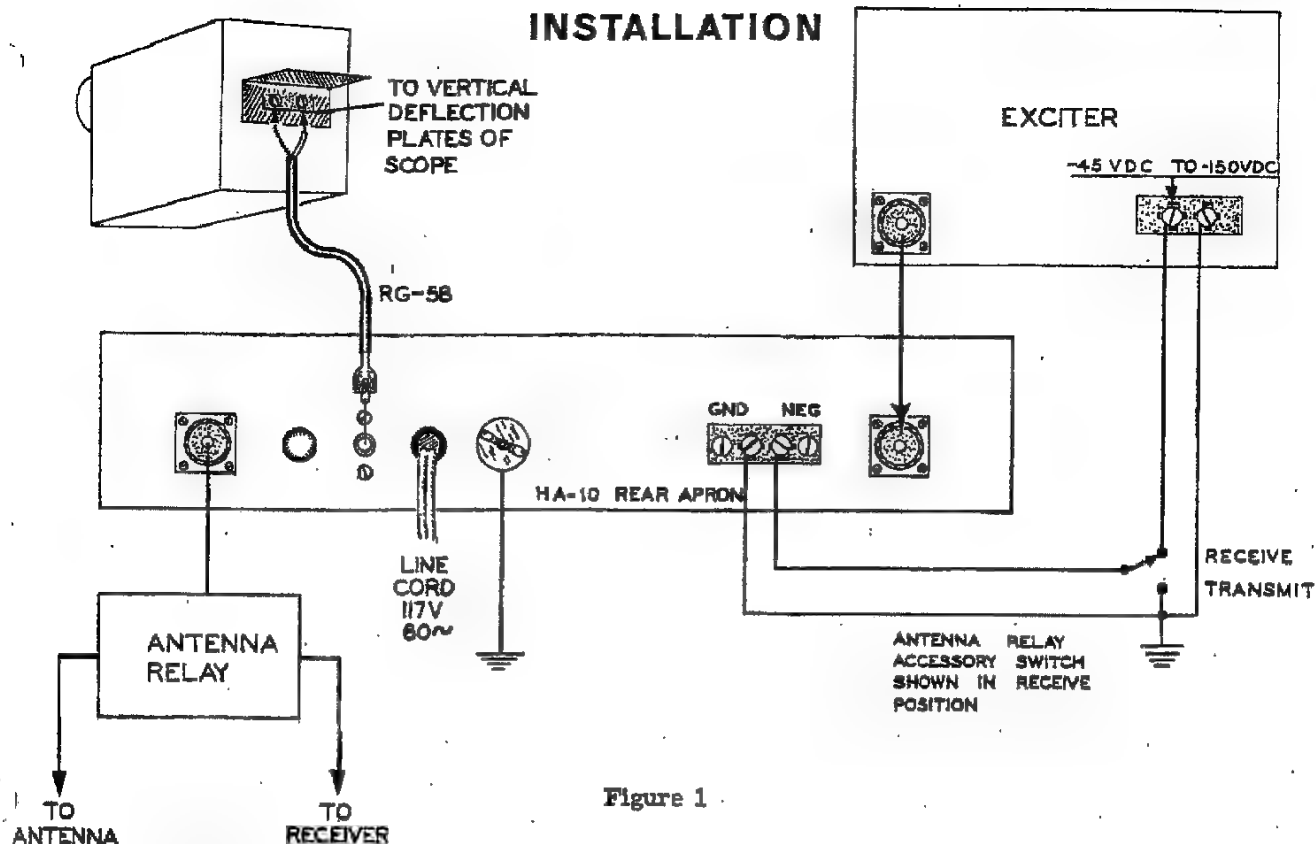 INSTALLATION
TO VERTICAL
DEFLECTION
PLATES OF
SCOPE
EXCITER
-45 VDC TO -150VDC
RG-58
GND NEG
HA-10 REAR APRON
LINE
CORD
117V
60~
RECEIVE
TRANSMIT
ANTENNA
RELAY
ANTENNA RELAY
ACCESSORY SWITCH
SHOWN IN RECEIVE
POSITION
TO
ANTENNA
TO
RECEIVER
Figure 1